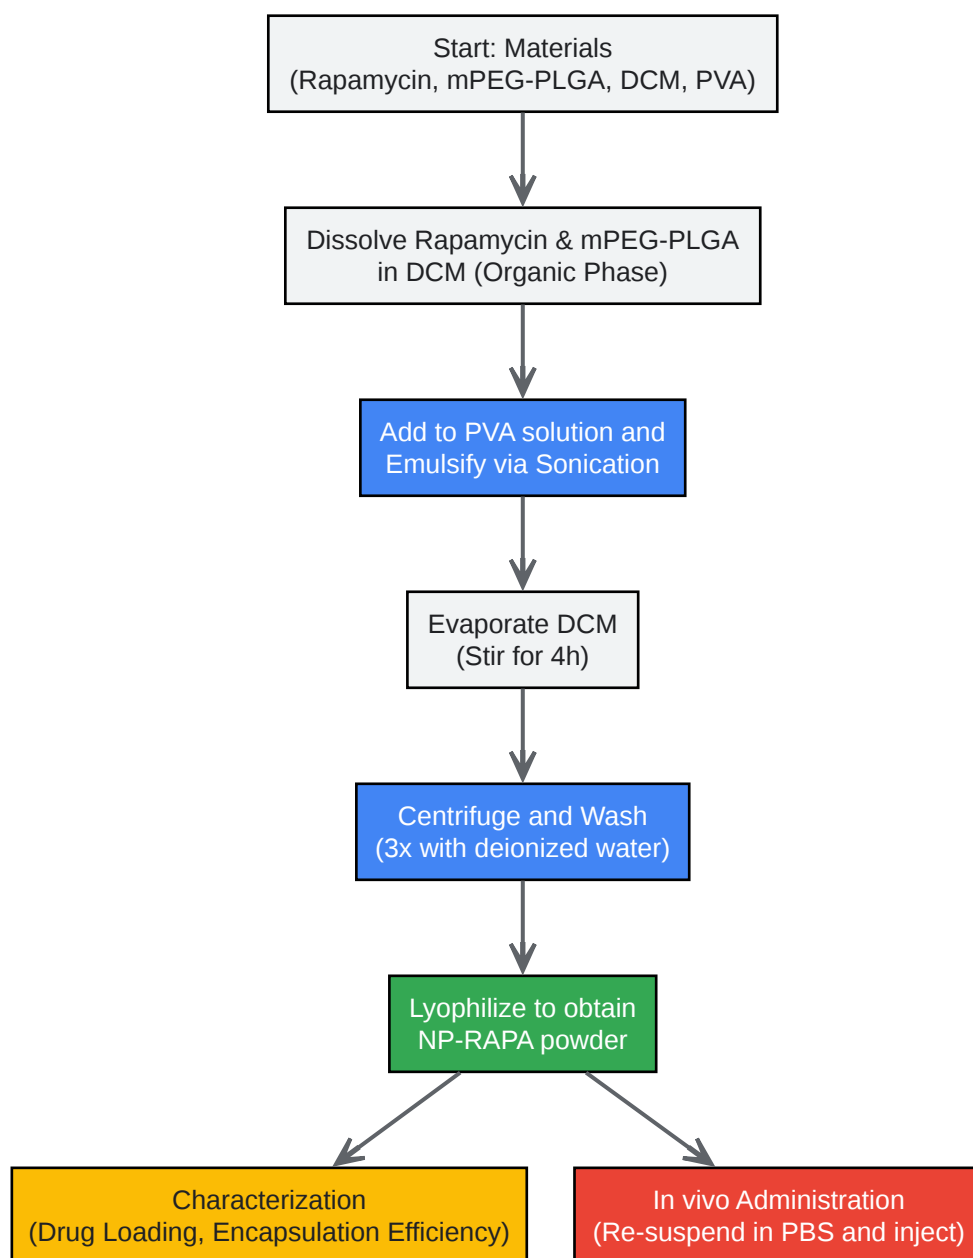 Start: Materials
(Rapamycin, mPEG-PLGA, DCM, PVA)
Dissolve Rapamycin & mPEG-PLGA
in DCM (Organic Phase)
Add to PVA solution and
Emulsify via Sonication
Evaporate DCM
(Stir for 4h)
Centrifuge and Wash
(3x with deionized water)
Lyophilize to obtain
NP-RAPA powder
Characterization
(Drug Loading, Encapsulation Efficiency)
In vivo Administration
(Re-suspend in PBS and inject)